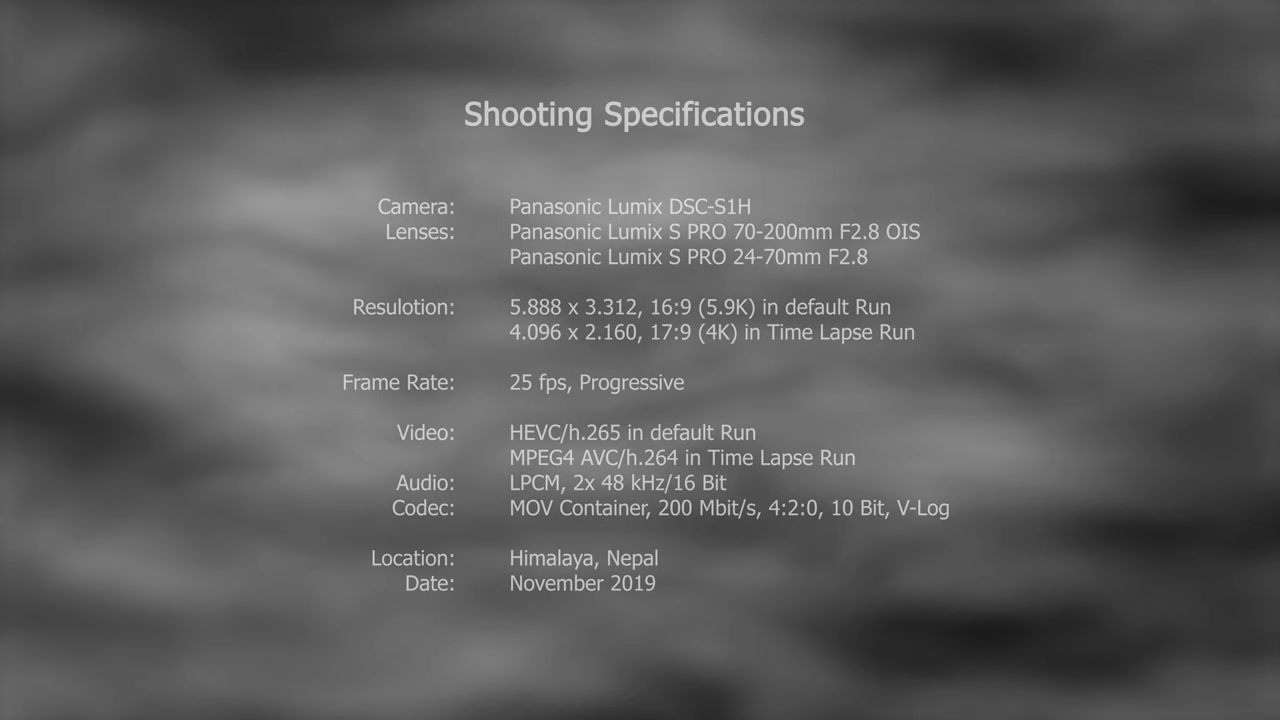 Shooting Specifications
Camera: Panasonic Lumix DSC-S1H
Lenses: Panasonic Lumix S PRO 70-200mm F2.8 OIS
Panasonic Lumix S PRO 24-70mm F2.8
Resulotion: 5.888 x 3.312, 16:9 (5.9K) in default Run
4.096 x 2.160, 17:9 (4K) in Time Lapse Run
Frame Rate: 25 fps, Progressive
Video: HEVC/h.265 in default Run
MPEG4 AVC/h.264 in Time Lapse Run
Audio: LPCM, 2x 48 kHz/16 Bit
Codec: MOV Container, 200 Mbit/s, 4:2:0, 10 Bit, V-Log
Location: Himalaya, Nepal
Date: November 2019